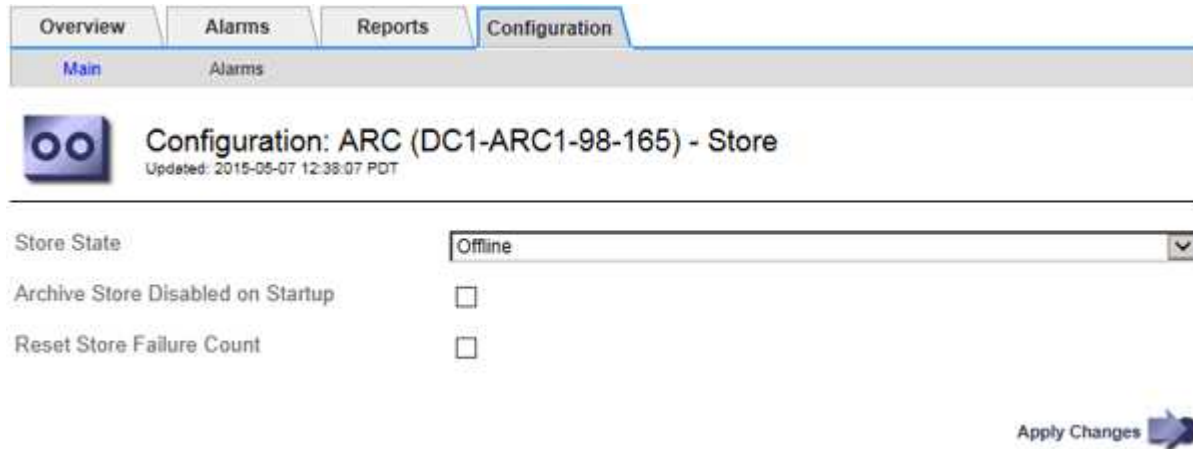 Overview Alarms Reports Configuration
Main Alarms
Configuration: ARC (DC1-ARC1-98-165) - Store
Updated: 2015-05-07 12:38:07 PDT
Store State Offline
Archive Store Disabled on Startup
Reset Store Failure Count
Apply Changes